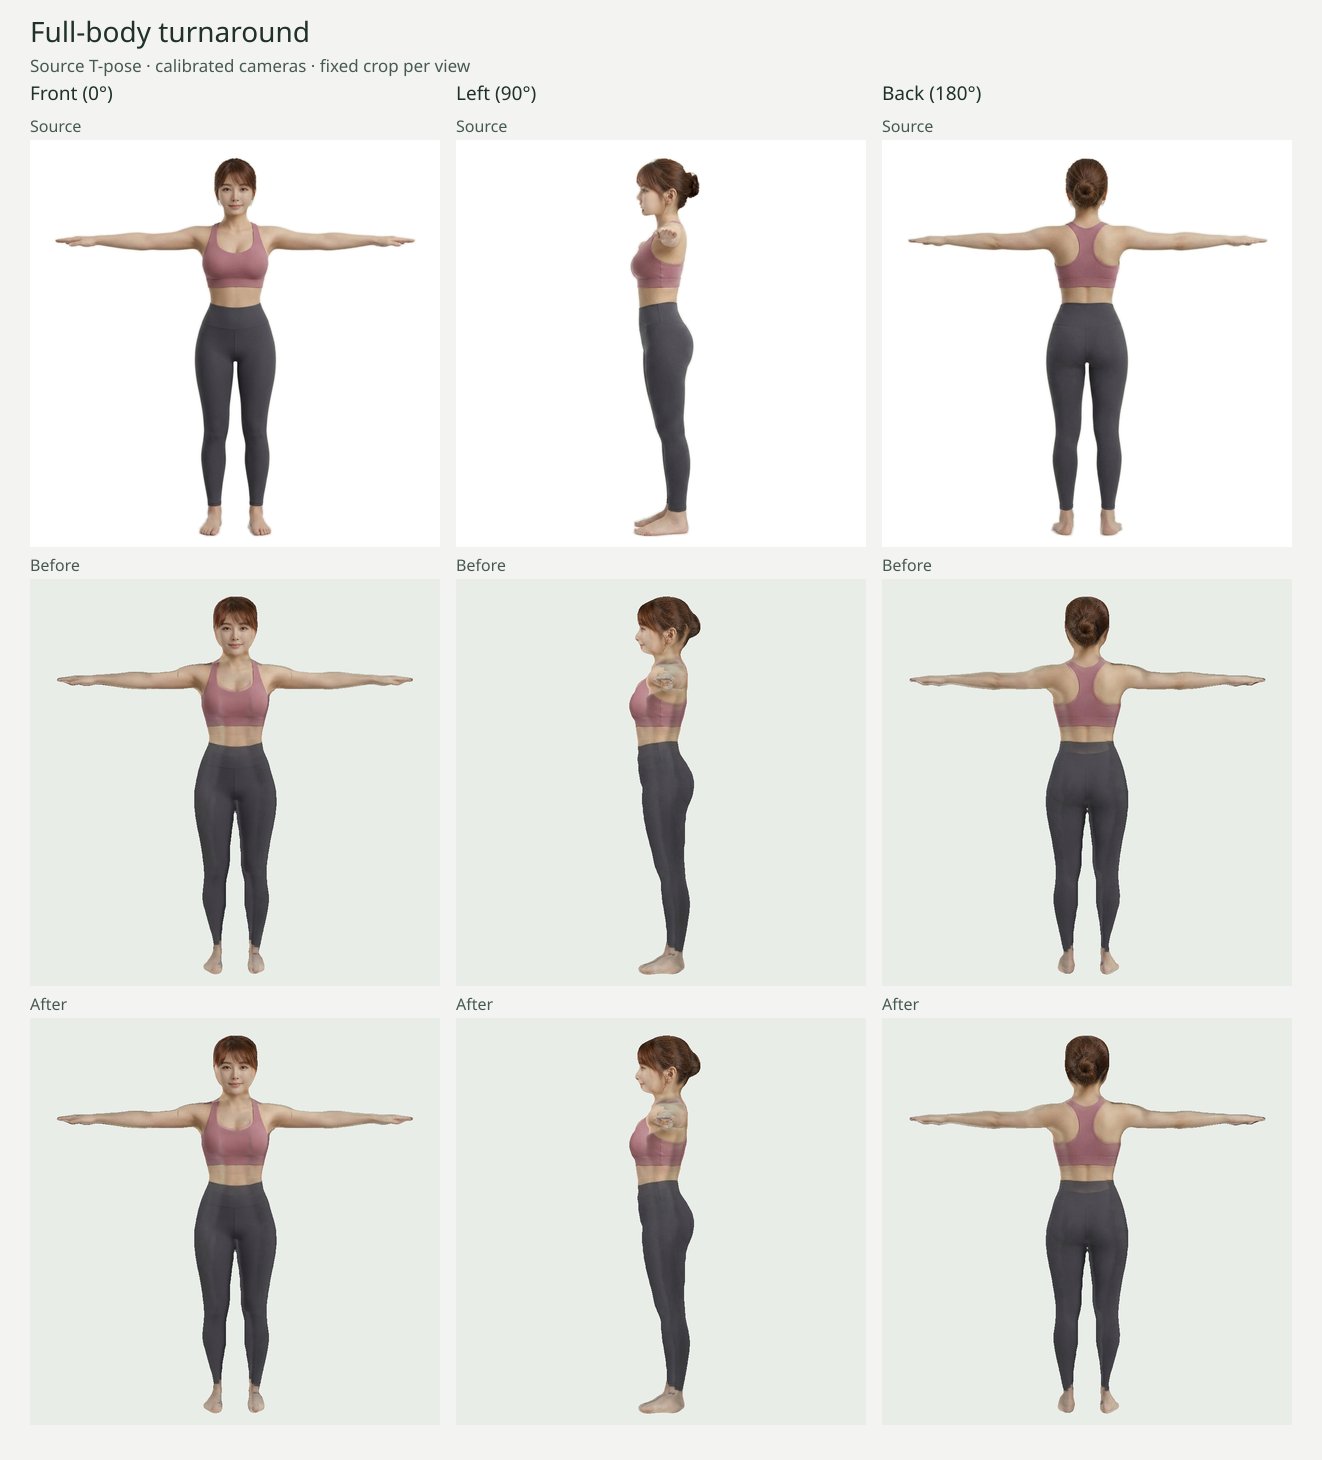 Full-body turnaround
Source T-pose · calibrated cameras · fixed crop per view
Front (0°)
Left (90°)
Back (180°)
Source
Source
Source
Before
Before
Before
After
After
After